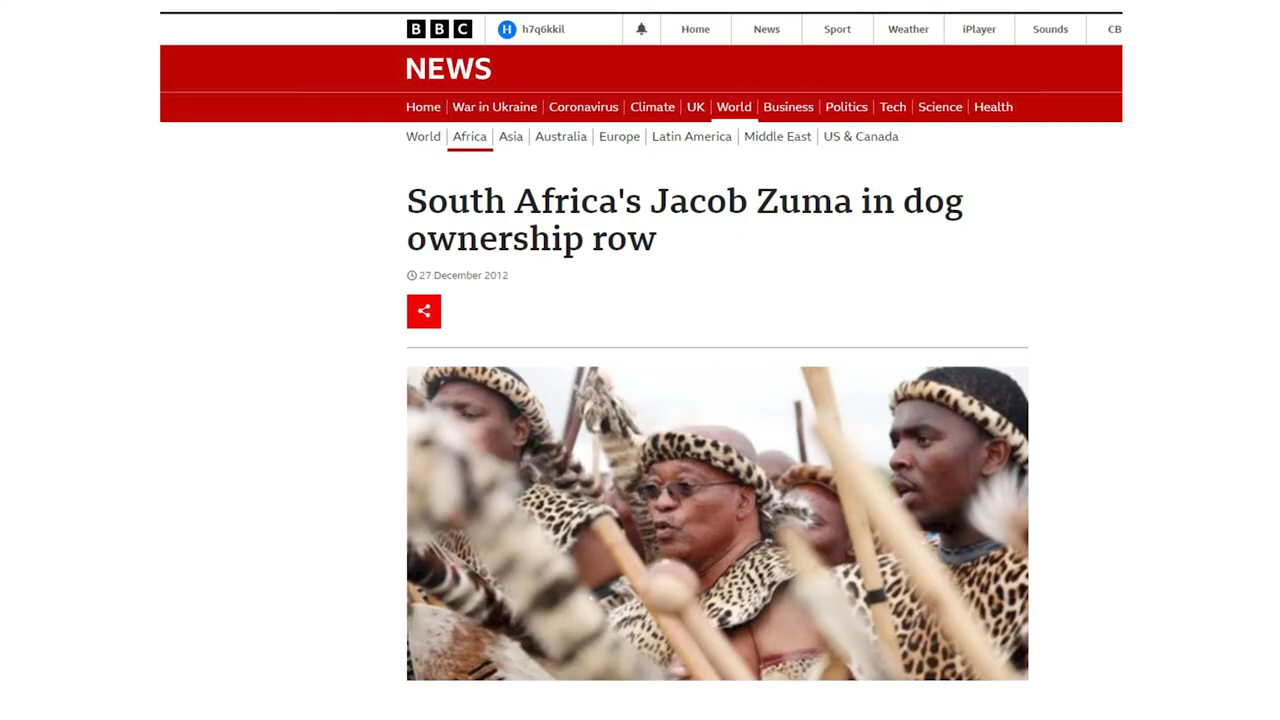 BBC H h7q6kkil Home News Sport Weather iPlayer Sounds CB
NEWS
Home War in Ukraine Coronavirus Climate UK World Business Politics Tech Science Health
World Africa Asia Australia Europe Latin America Middle East US & Canada
South Africa's Jacob Zuma in dog
ownership row
27 December 2012